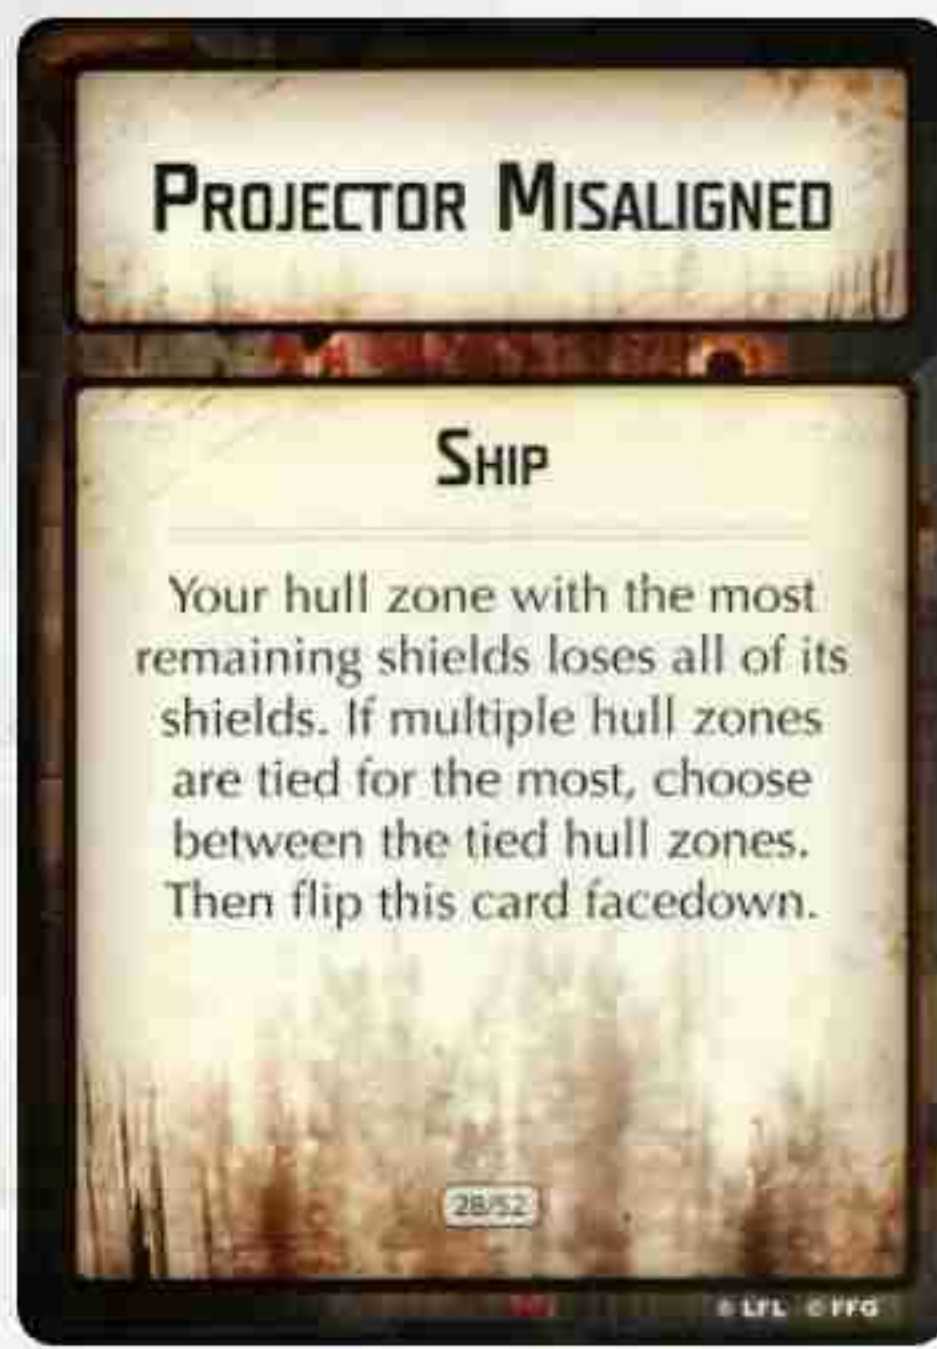 Projector Misaligned
Ship
Your hull zone with the most
remaining shields loses all of its
shields. If multiple hull zones
are tied for the most, choose
between the tied hull zones.
Then flip this card facedown.
28/52
© LFL © FFG